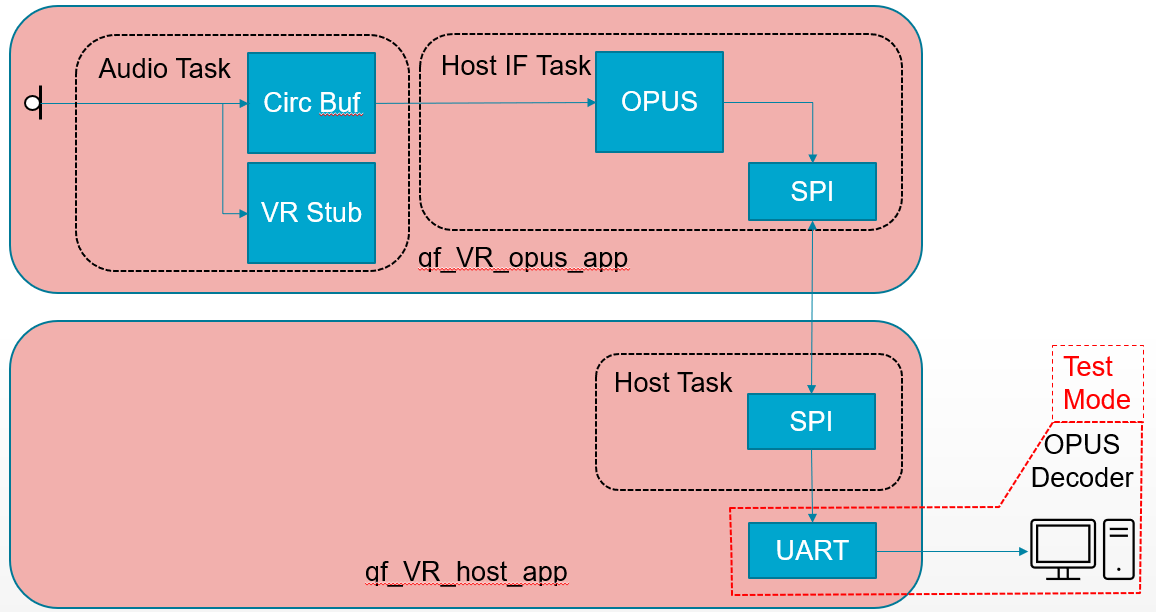 Audio Task
Circ Buf
VR Stub
Host IF Task
OPUS
SPI
qf_VR_opus_app
Host Task
SPI
UART
qf_VR_host_app
Test
Mode
OPUS
Decoder